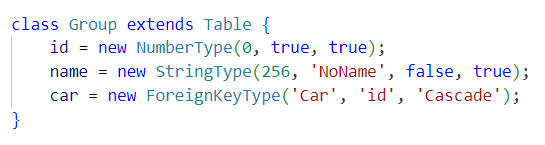 class Group extends Table {
    id = new NumberType(0, true, true);
    name = new StringType(256, 'NoName', false, true);
    car = new ForeignKeyType('Car', 'id', 'Cascade');
}